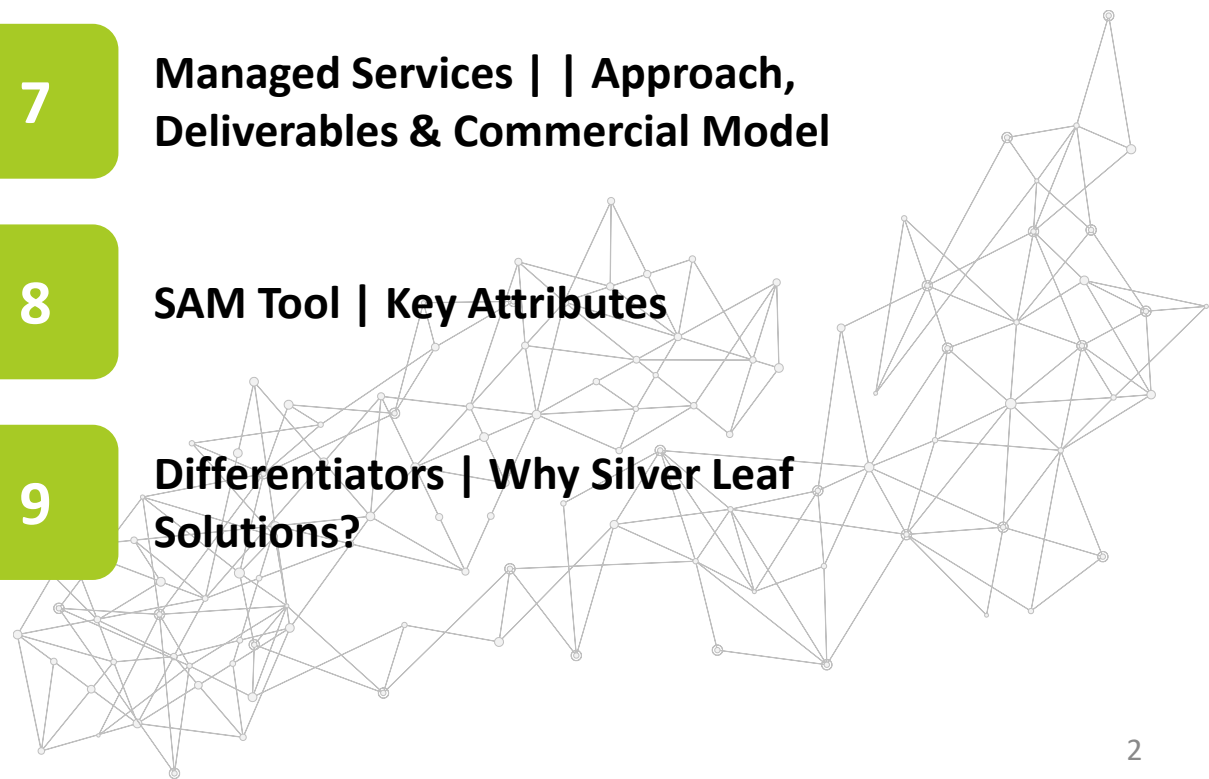 7
Managed Services | | Approach,
Deliverables & Commercial Model
8
SAM Tool | Key Attributes
9
Differentiators | Why Silver Leaf
Solutions?
2